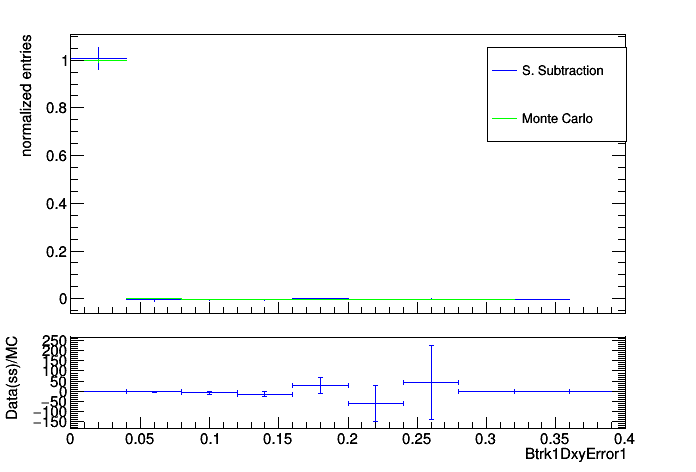 normalized entries
1
0.8
0.6
0.4
0.2
0
S. Subtraction
Monte Carlo
Data(ss)/MC
250
200
150
100
50
0
−50
−100
−150
0 0.05 0.1 0.15 0.2 0.25 0.3 0.35 0.4
Btrk1DxyError1